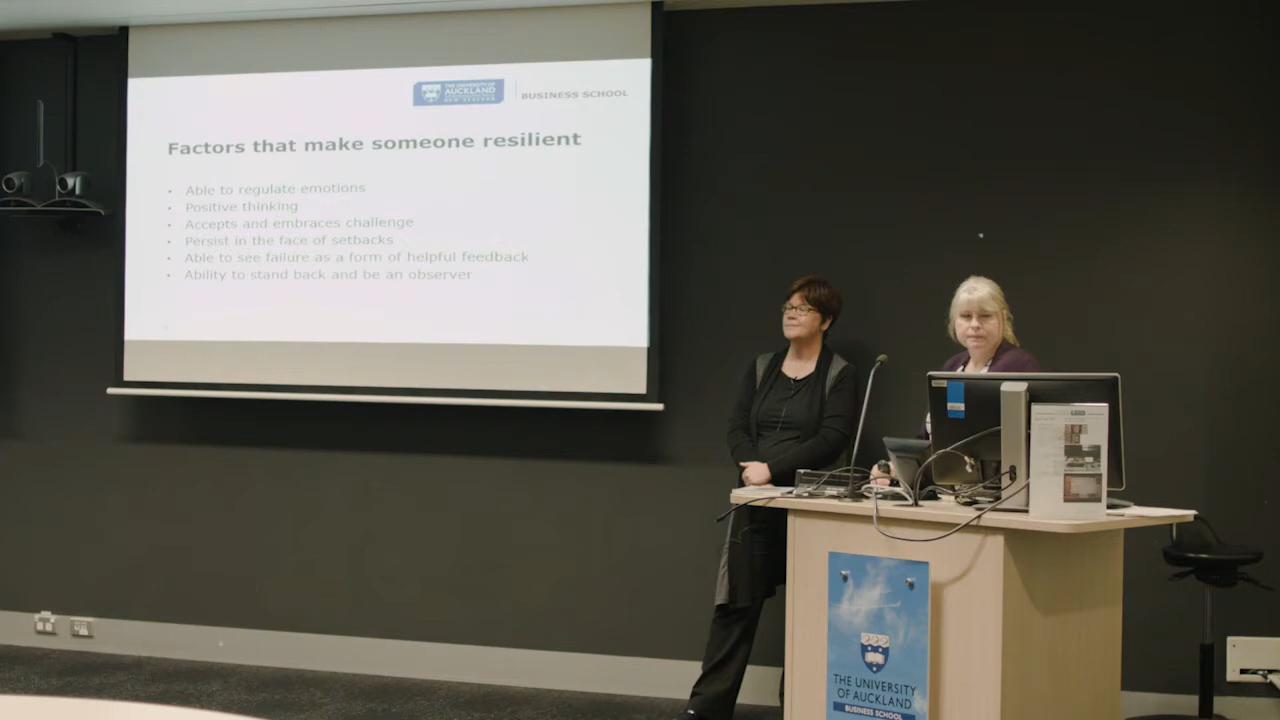 THE UNIVERSITY OF
AUCKLAND
NEW ZEALAND
BUSINESS SCHOOL
Factors that make someone resilient
• Able to regulate emotions
• Positive thinking
• Accepts and embraces challenge
• Persist in the face of setbacks
• Able to see failure as a form of helpful feedback
• Ability to stand back and be an observer
THE UNIVERSITY
OF AUCKLAND
BUSINESS SCHOOL